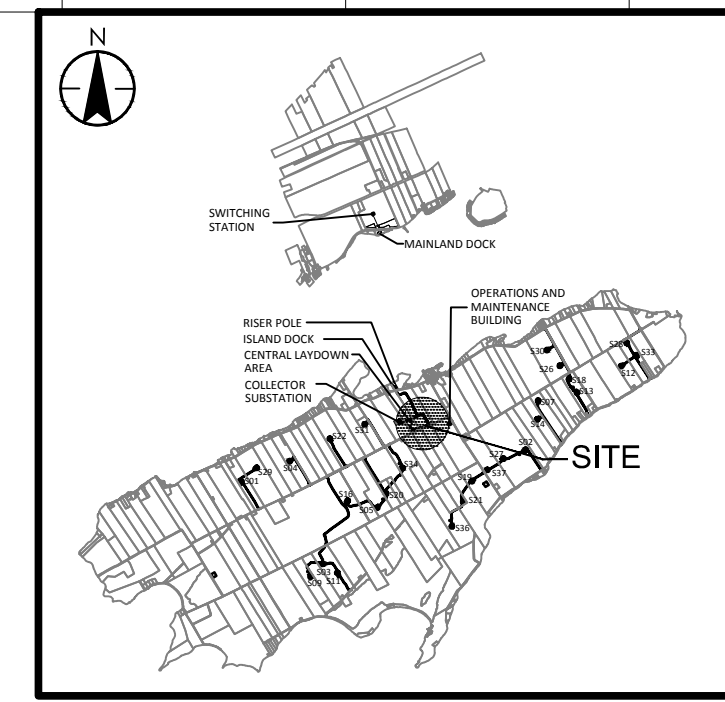 N
SWITCHING
STATION
MAINLAND DOCK
OPERATIONS AND
MAINTENANCE
BUILDING
RISER POLE
ISLAND DOCK
CENTRAL LAYDOWN
AREA
COLLECTOR
SUBSTATION
S30
S28
S33
S26
S12
S18
S13
S07
S14
S31
S22
SITE
S02
S27
S04
S29
S34
S37
S01
S19
S20
S16
S21
S05
S36
S03
S09
S11